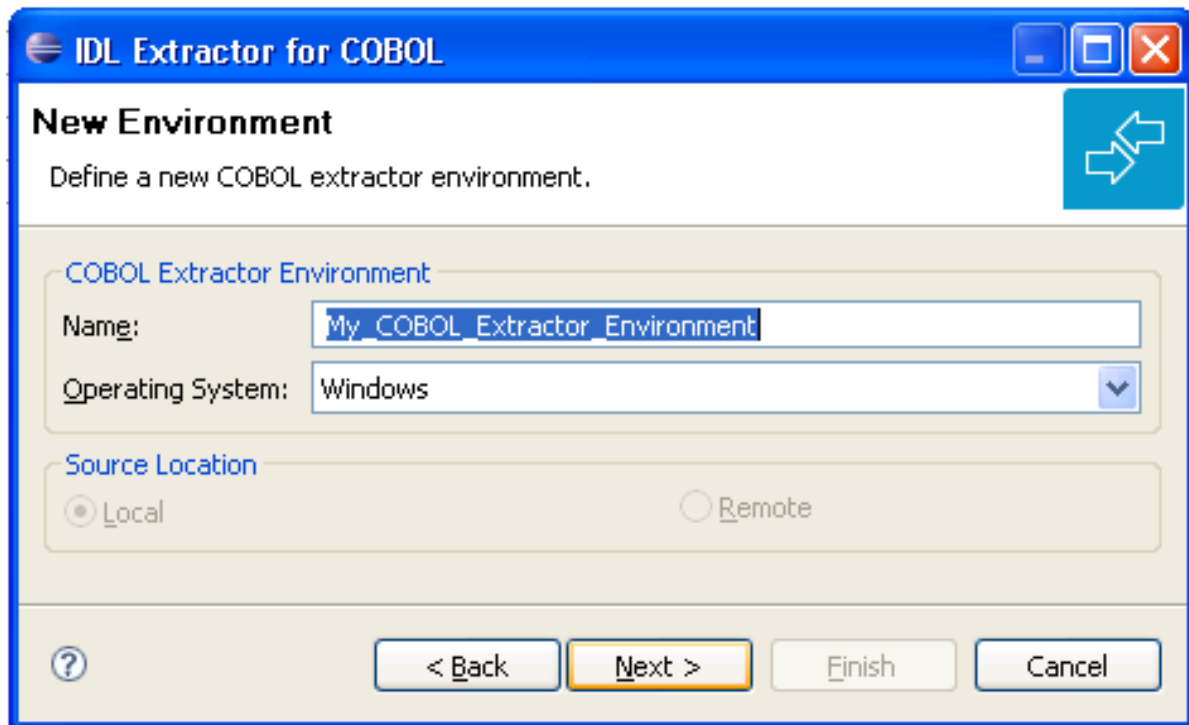 IDL Extractor for COBOL
New Environment
Define a new COBOL extractor environment.
COBOL Extractor Environment
Name: My_COBOL_Extractor_Environment
Operating System: Windows
Source Location
Local Remote
< Back Next > Finish Cancel